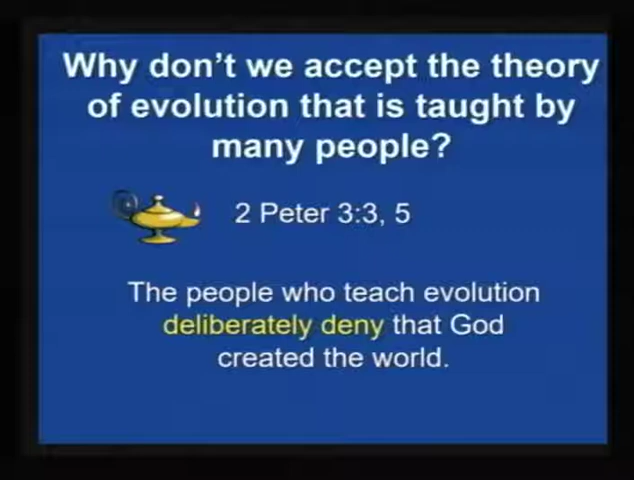 Why don't we accept the theory
of evolution that is taught by
many people?
2 Peter 3:3, 5
The people who teach evolution
deliberately deny that God
created the world.